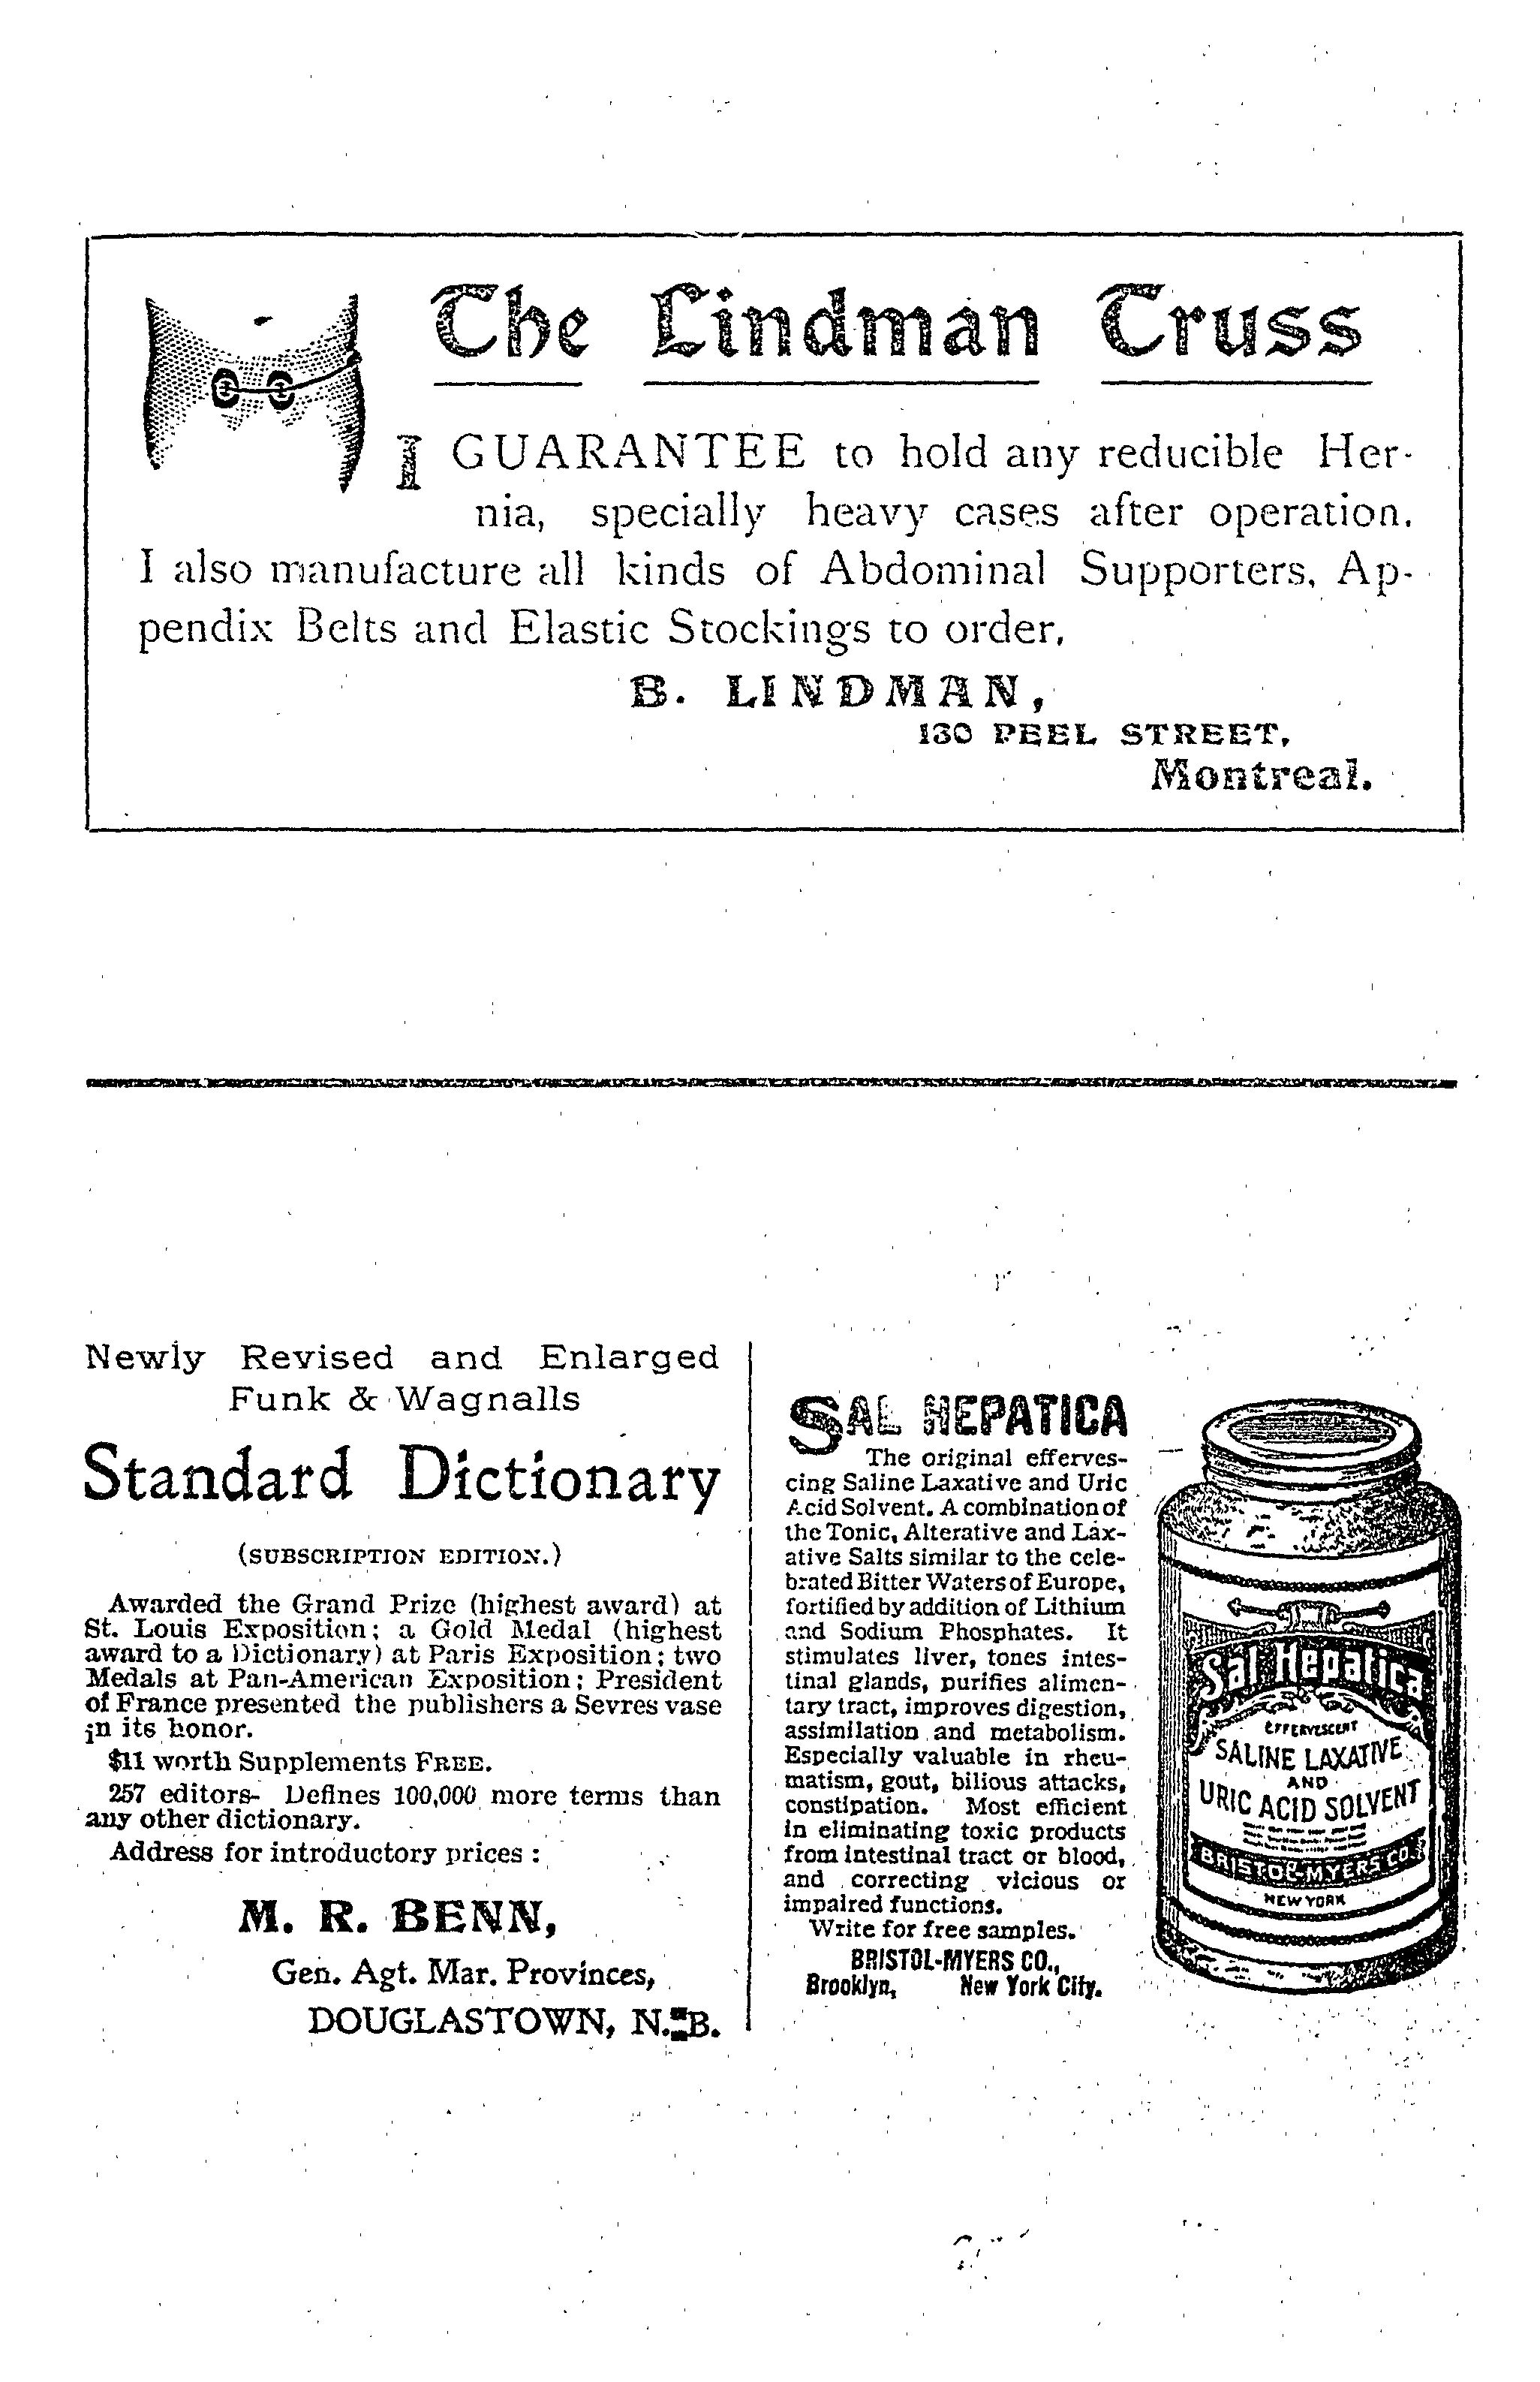 The Lindman Truss
I GUARANTEE to hold any reducible Her-
nia, specially heavy cases after operation.
I also manufacture all kinds of Abdominal Supporters, Ap-
pendix Belts and Elastic Stockings to order,
B. LINDMAN,
130 PEEL STREET,
Montreal.
Newly Revised and Enlarged
Funk & Wagnalls
Standard Dictionary
(SUBSCRIPTION EDITION.)
Awarded the Grand Prize (highest award) at
St. Louis Exposition; a Gold Medal (highest
award to a Dictionary) at Paris Exposition; two
Medals at Pan-American Exposition; President
of France presented the publishers a Sevres vase
in its honor.
$11 worth Supplements FREE.
257 editors- Defines 100,000 more terms than
any other dictionary.
Address for introductory prices :
M. R. BENN,
Gen. Agt. Mar. Provinces,
DOUGLASTOWN, N. B.
SAL HEPATICA
The original efferves-
cing Saline Laxative and Uric
Acid Solvent. A combination of
the Tonic, Alterative and Lax-
ative Salts similar to the cele-
brated Bitter Waters of Europe,
fortified by addition of Lithium
and Sodium Phosphates. It
stimulates liver, tones intes-
tinal glands, purifies alimen-
tary tract, improves digestion,
assimilation and metabolism.
Especially valuable in rheu-
matism, gout, bilious attacks,
constipation. Most efficient
in eliminating toxic products
from intestinal tract or blood,
and correcting vicious or
impaired functions.
Write for free samples.
BRISTOL-MYERS CO.,
Brooklyn, New York City.
Sal Hepatica
EFFERVESCENT
SALINE LAXATIVE
AND
URIC ACID SOLVENT
BRISTOL-MYERS CO.
NEW YORK